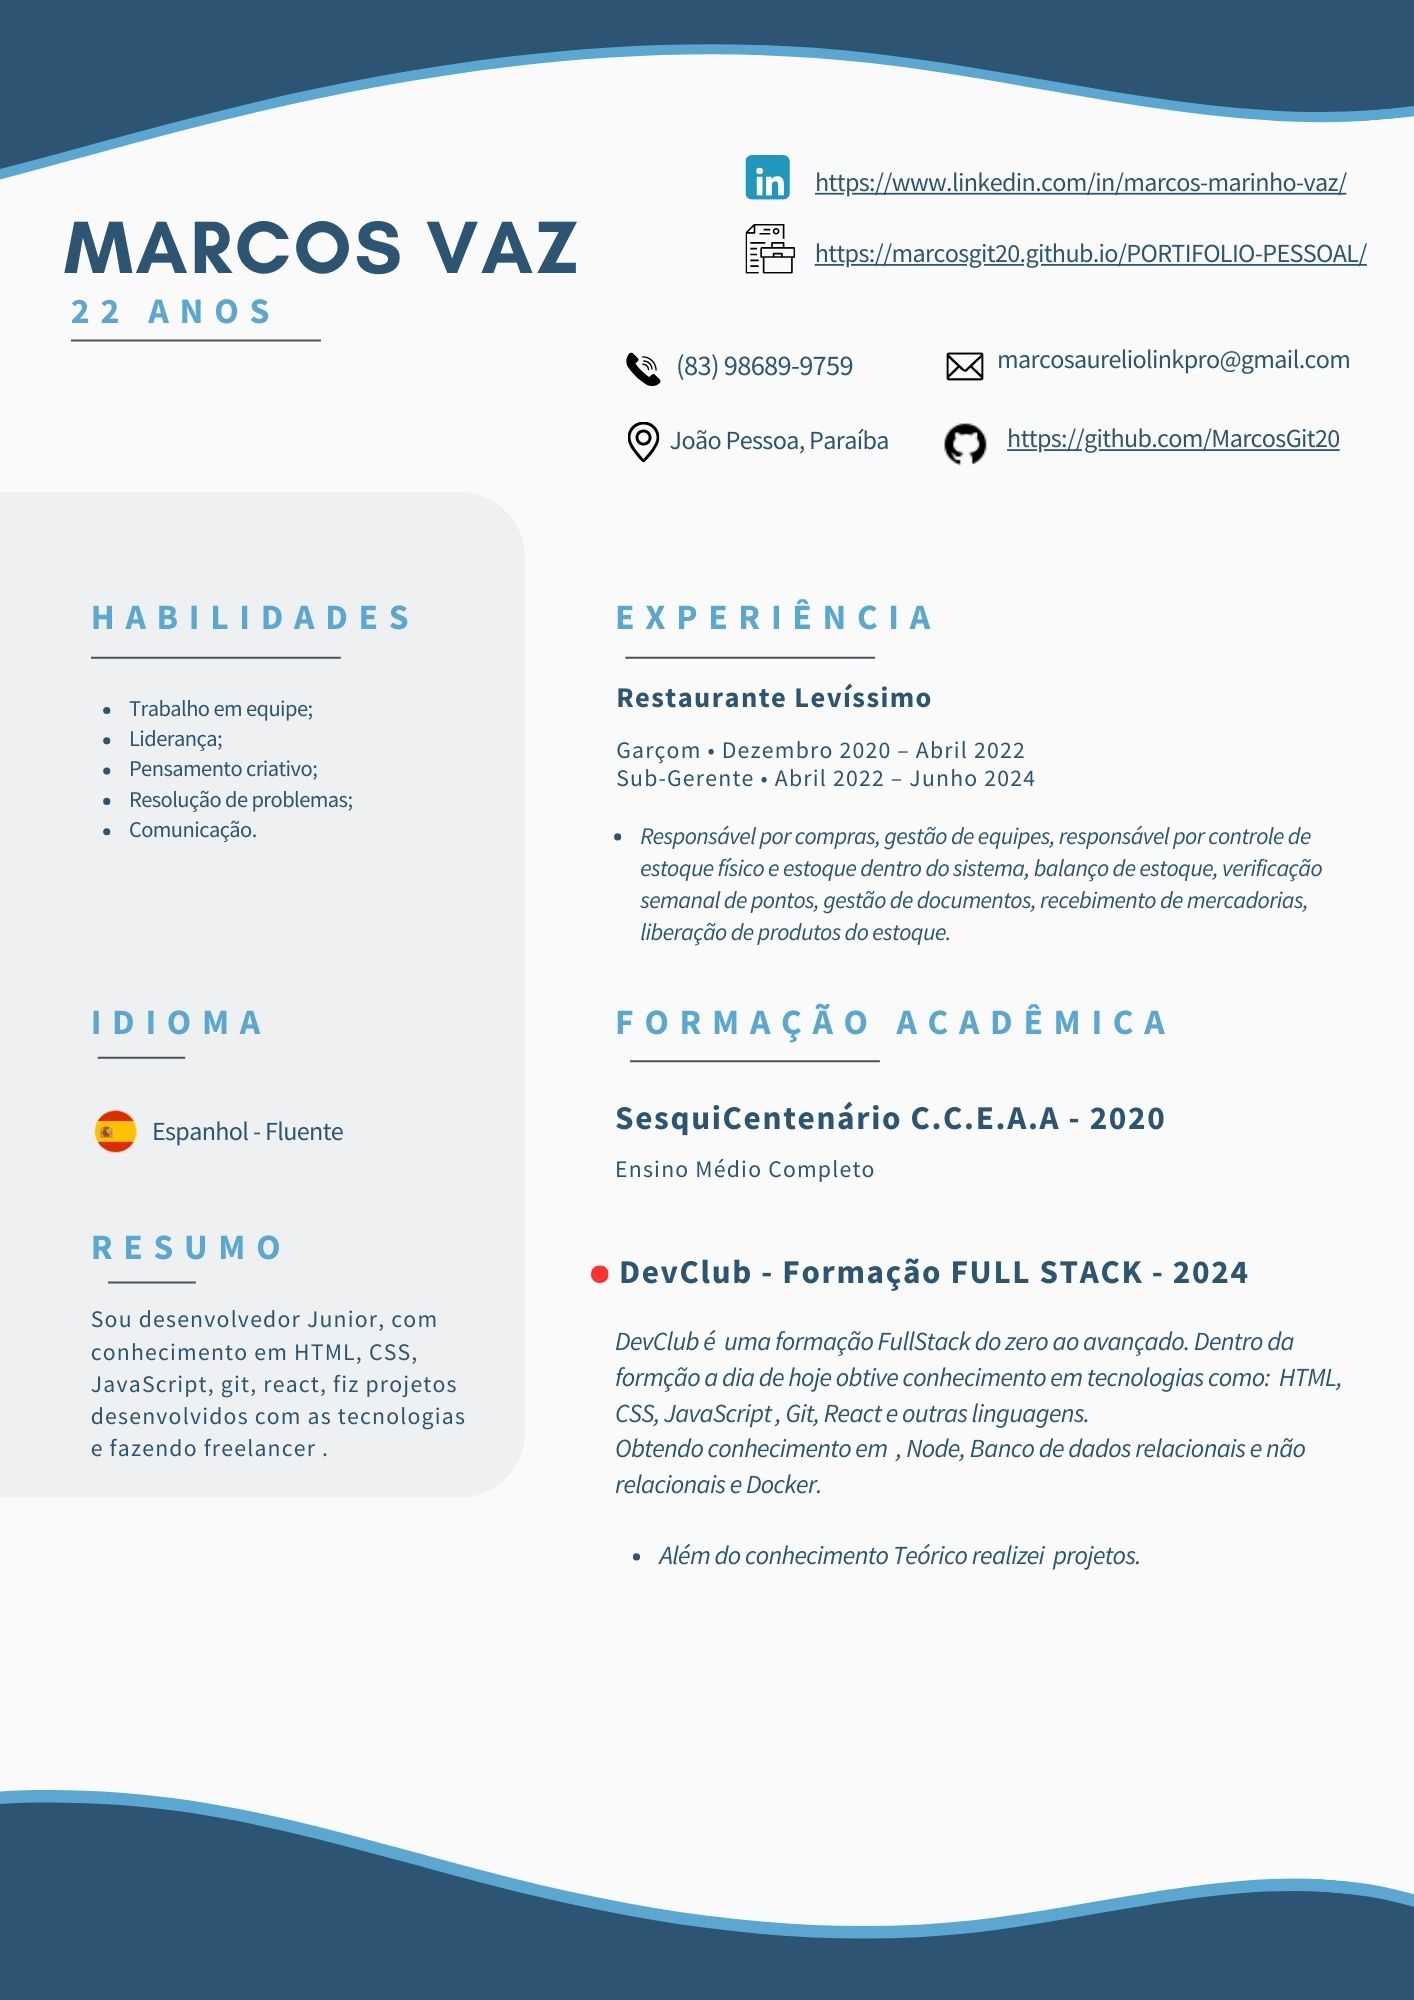 MARCOS VAZ
22 ANOS
in https://www.linkedin.com/in/marcos-marinho-vaz/
https://marcosgit20.github.io/PORTIFOLIO-PESSOAL/
(83) 98689-9759
marcosaureliolinkpro@gmail.com
João Pessoa, Paraíba
https://github.com/MarcosGit20
HABILIDADES
• Trabalho em equipe;
• Liderança;
• Pensamento criativo;
• Resolução de problemas;
• Comunicação.
IDIOMA
Espanhol - Fluente
RESUMO
Sou desenvolvedor Junior, com
conhecimento em HTML, CSS,
JavaScript, git, react, fiz projetos
desenvolvidos com as tecnologias
e fazendo freelancer .
EXPERIÊNCIA
Restaurante Levíssimo
Garçom • Dezembro 2020 – Abril 2022
Sub-Gerente • Abril 2022 – Junho 2024
• Responsável por compras, gestão de equipes, responsável por controle de
estoque físico e estoque dentro do sistema, balanço de estoque, verificação
semanal de pontos, gestão de documentos, recebimento de mercadorias,
liberação de produtos do estoque.
FORMAÇÃO ACADÊMICA
SesquiCentenário C.C.E.A.A - 2020
Ensino Médio Completo
DevClub - Formação FULL STACK - 2024
DevClub é uma formação FullStack do zero ao avançado. Dentro da
formção a dia de hoje obtive conhecimento em tecnologias como: HTML,
CSS, JavaScript , Git, React e outras linguagens.
Obtendo conhecimento em , Node, Banco de dados relacionais e não
relacionais e Docker.
• Além do conhecimento Teórico realizei projetos.